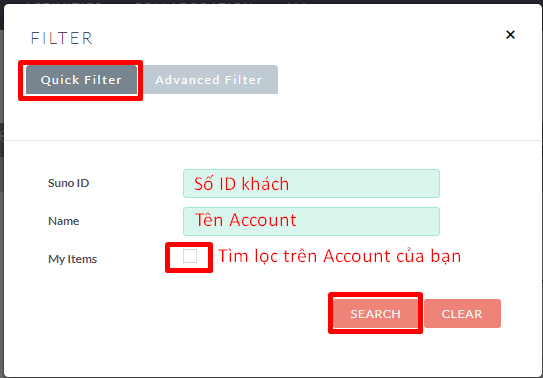 FILTER
×
Quick Filter
Advanced Filter
Suno ID
Số ID khách
Name
Tên Account
My Items
Tìm lọc trên Account của bạn
SEARCH
CLEAR